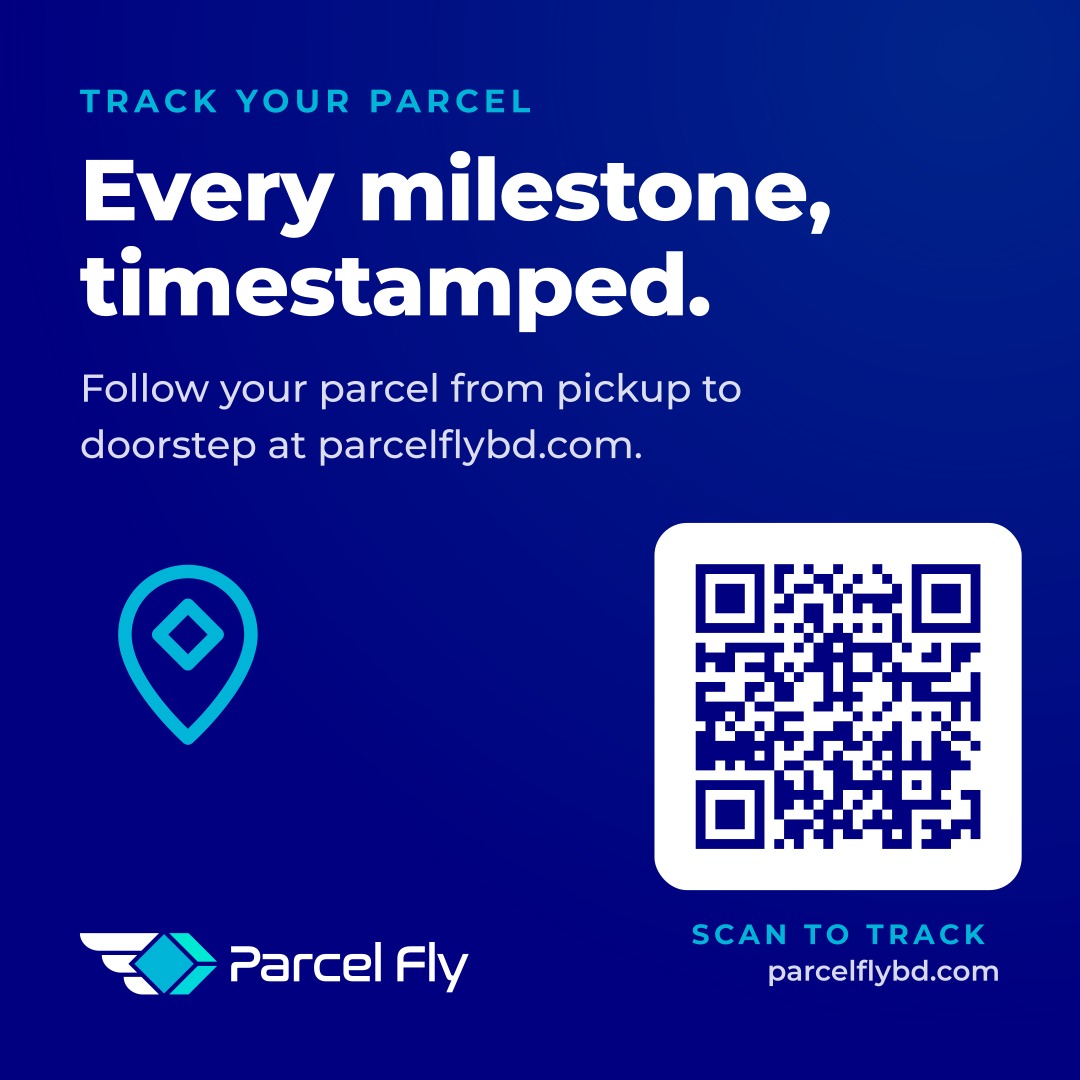 TRACK YOUR PARCEL
Every milestone,
timestamped.
Follow your parcel from pickup to
doorstep at parcelflybd.com.
SCAN TO TRACK
parcelflybd.com
Parcel Fly